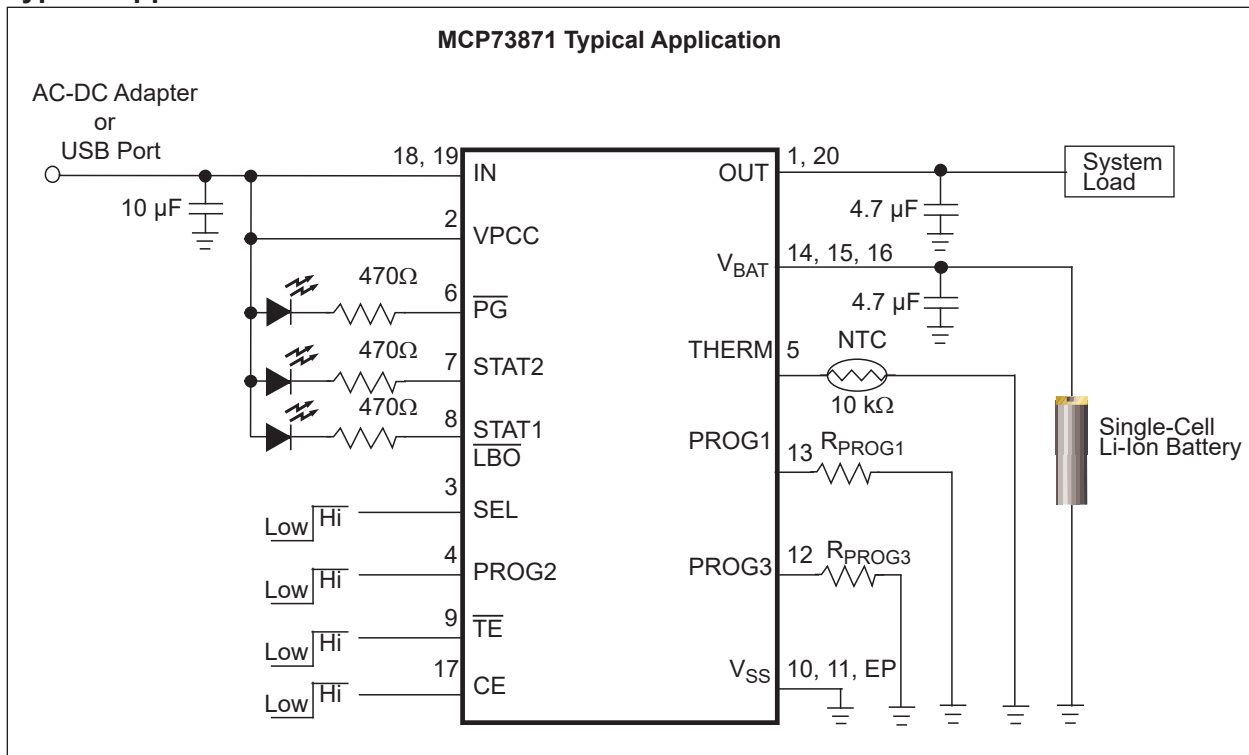 MCP73871 Typical Application
AC-DC Adapter
or
USB Port
18, 19
IN
10 µF
2
VPCC
470Ω
6
PG
470Ω
7
STAT2
470Ω
8
STAT1
LBO
3
SEL
Low Hi
4
PROG2
Low Hi
9
TE
Low Hi
17
CE
Low Hi
OUT
1, 20
System
Load
4.7 µF
VBAT
14, 15, 16
4.7 µF
THERM
5
NTC
10 kΩ
PROG1
13
RPROG1
Single-Cell
Li-Ion Battery
PROG3
12
RPROG3
VSS
10, 11, EP